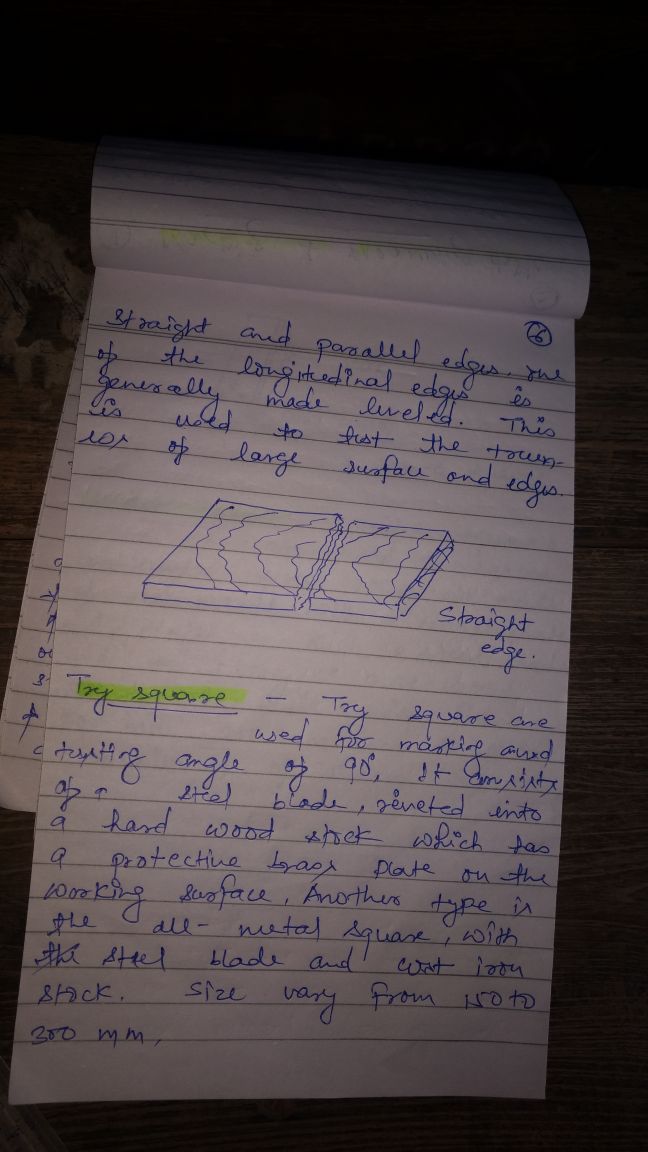 6
straight and parallel edges. one
of the longitudinal edges is
generally made leveled. This
is used to test the truen-
ess of large surface and edges.
Straight
edge.
Try square - Try square are
used for marking and
testing angle of 90°. It consists
of a steel blade, reveted into
a hard wood stock which has
a protective brass plate on the
working surface. Another type is
the all-metal square, with
the steel blade and cast iron
stock. Size vary from 150 to
300 mm.